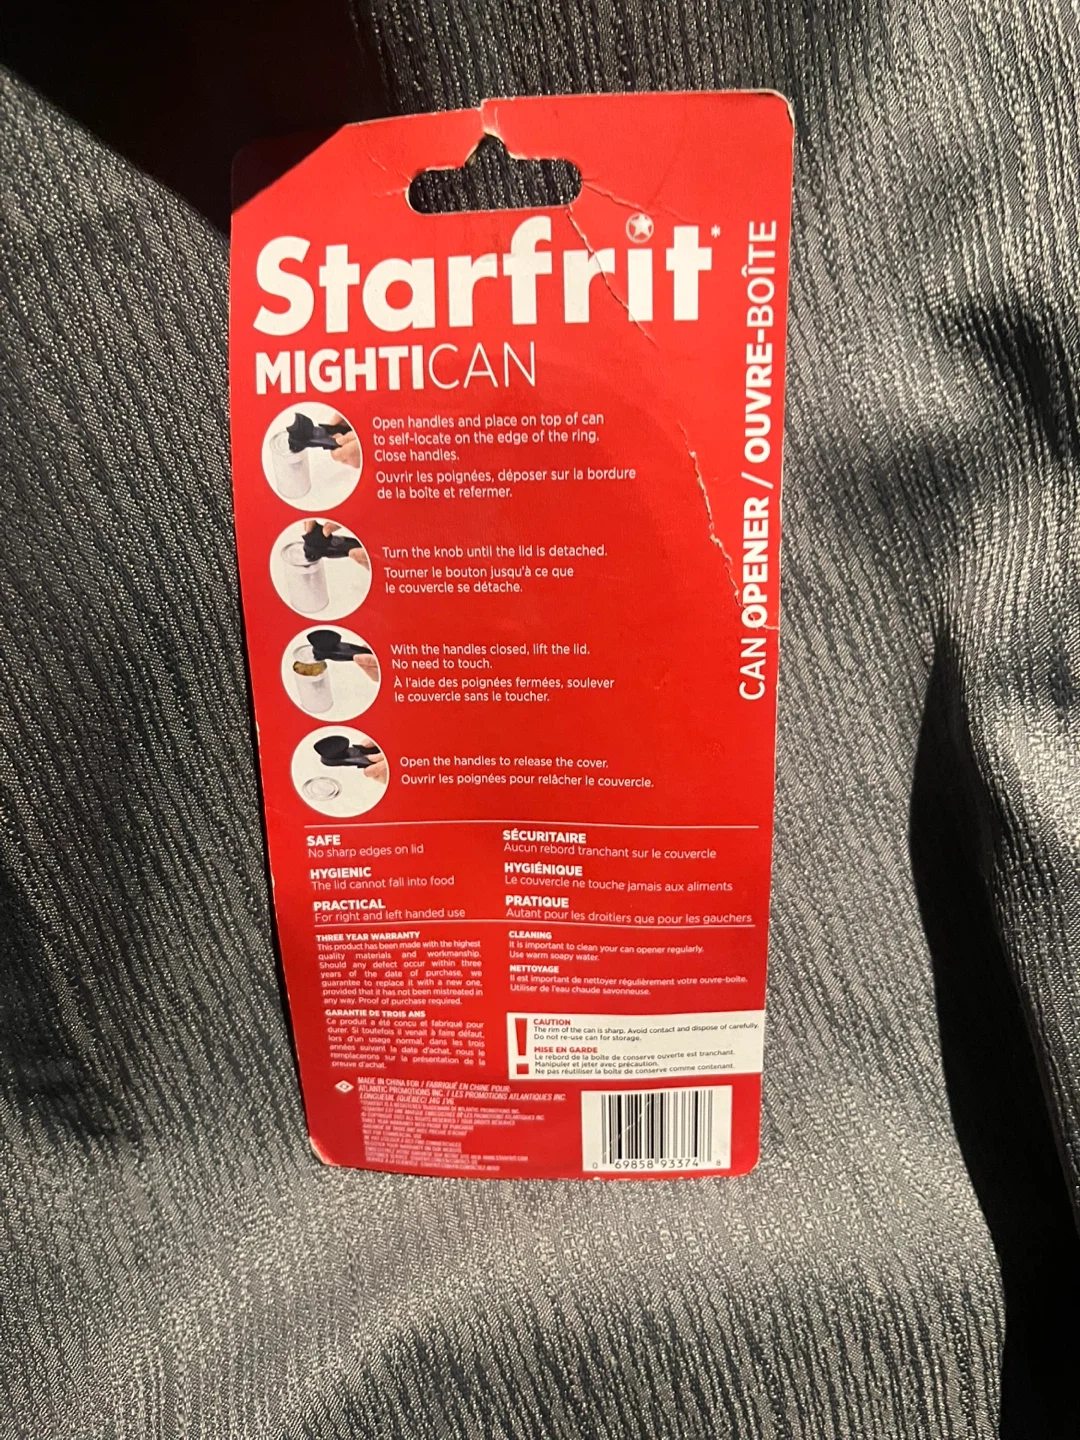 Starfrit*
MIGHTICAN
CAN OPENER / OUVRE-BOÎTE
Open handles and place on top of can
to self-locate on the edge of the ring.
Close handles.
Ouvrir les poignées, déposer sur la bordure
de la boîte et refermer.
Turn the knob until the lid is detached.
Tourner le bouton jusqu'à ce que
le couvercle se détache.
With the handles closed, lift the lid.
No need to touch.
À l'aide des poignées fermées, soulever
le couvercle sans le toucher.
Open the handles to release the cover.
Ouvrir les poignées pour relâcher le couvercle.
SAFE
No sharp edges on lid
HYGIENIC
The lid cannot fall into food
PRACTICAL
For right and left handed use
SÉCURITAIRE
Aucun rebord tranchant sur le couvercle
HYGIÉNIQUE
Le couvercle ne touche jamais aux aliments
PRATIQUE
Autant pour les droitiers que pour les gauchers
THREE YEAR WARRANTY
This product has been made with the highest
quality materials and workmanship.
Should any defect occur within three
years of the date of purchase, we
guarantee to replace it with a new one,
provided that it has not been mistreated in
any way. Proof of purchase required.
GARANTIE DE TROIS ANS
Ce produit a été conçu et fabriqué pour
durer. Si toutefois il venait à faire défaut,
lors d'un usage normal, dans les trois
années suivant la date d'achat, nous le
remplacerons sur la présentation de la
preuve d'achat.
CLEANING
It is important to clean your can opener regularly.
Use warm soapy water.
NETTOYAGE
Il est important de nettoyer régulièrement votre ouvre-boîte.
Utiliser de l'eau chaude savonneuse.
CAUTION
The rim of the can is sharp. Avoid contact and dispose of carefully.
Do not re-use can for storage.
MISE EN GARDE
Le rebord de la boîte de conserve ouverte est tranchant.
Manipuler et jeter avec précaution.
Ne pas réutiliser la boîte de conserve comme contenant.
MADE IN CHINA FOR / FABRIQUÉ EN CHINE POUR:
ATLANTIC PROMOTIONS INC. / LES PROMOTIONS ATLANTIQUES INC.
LONGUEUIL (QUÉBEC) J4G 1V6
0 69858 93374 8